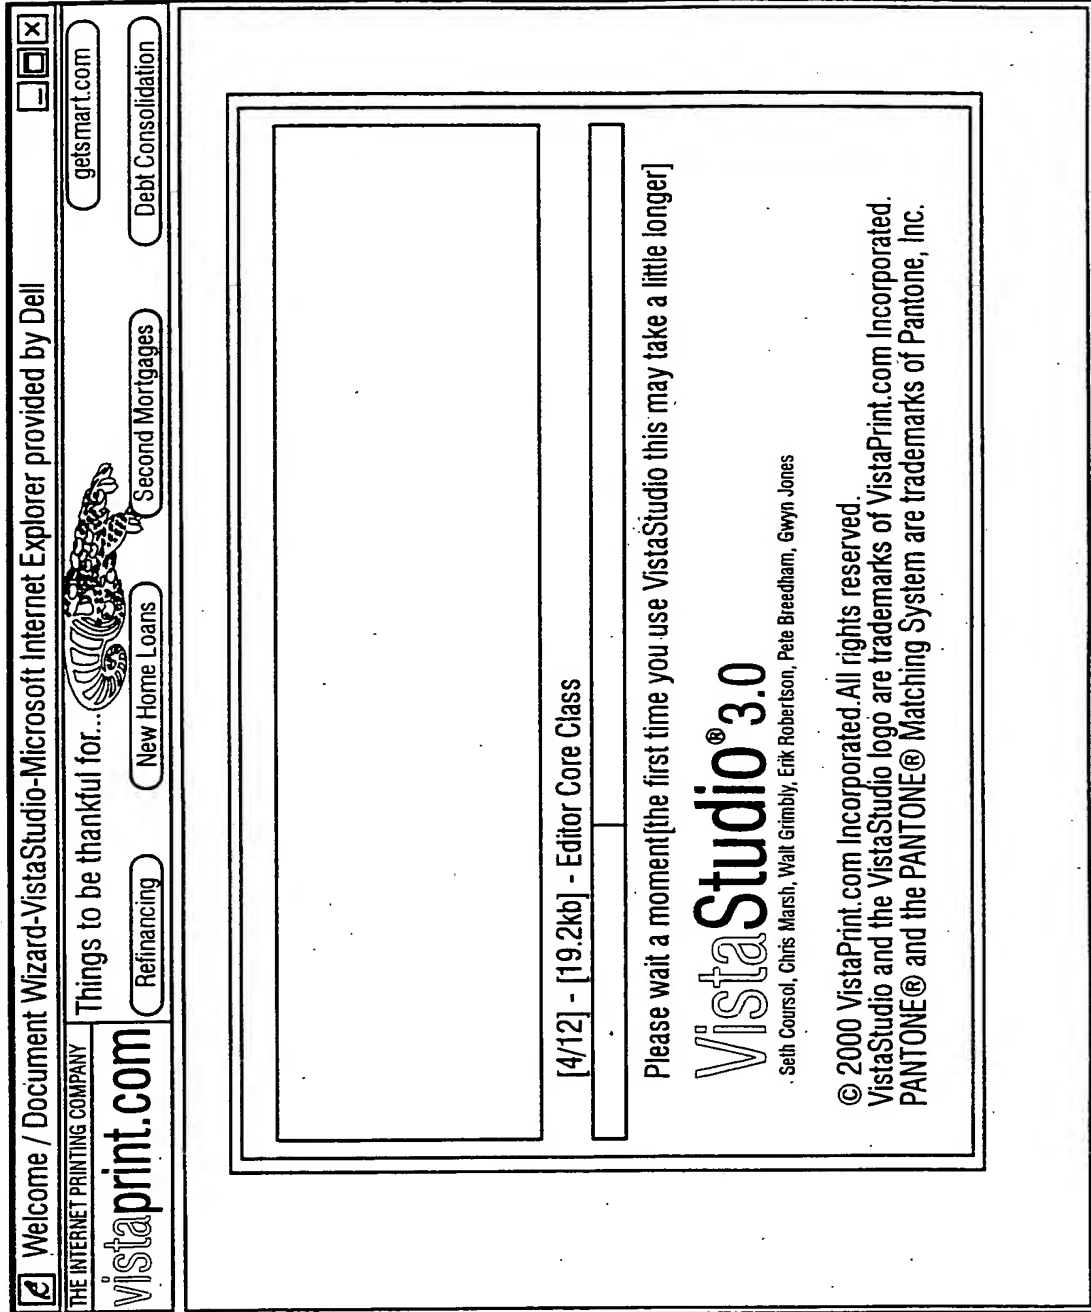 Welcome / Document Wizard-VistaStudio-Microsoft Internet Explorer provided by Dell
THE INTERNET PRINTING COMPANY
vistaprint.com
Things to be thankful for...
getsmart.com
Refinancing
New Home Loans
Second Mortgages
Debt Consolidation
[4/12] - [19.2kb] - Editor Core Class
Please wait a moment[the first time you use VistaStudio this may take a little longer]
VistaStudio®3.0
Seth Coursol, Chris Marsh, Walt Grimbly, Erik Robertson, Pete Breedham, Gwyn Jones
© 2000 VistaPrint.com Incorporated.All rights reserved.
VistaStudio and the VistaStudio logo are trademarks of VistaPrint.com Incorporated.
PANTONE® and the PANTONE® Matching System are trademarks of Pantone, Inc.